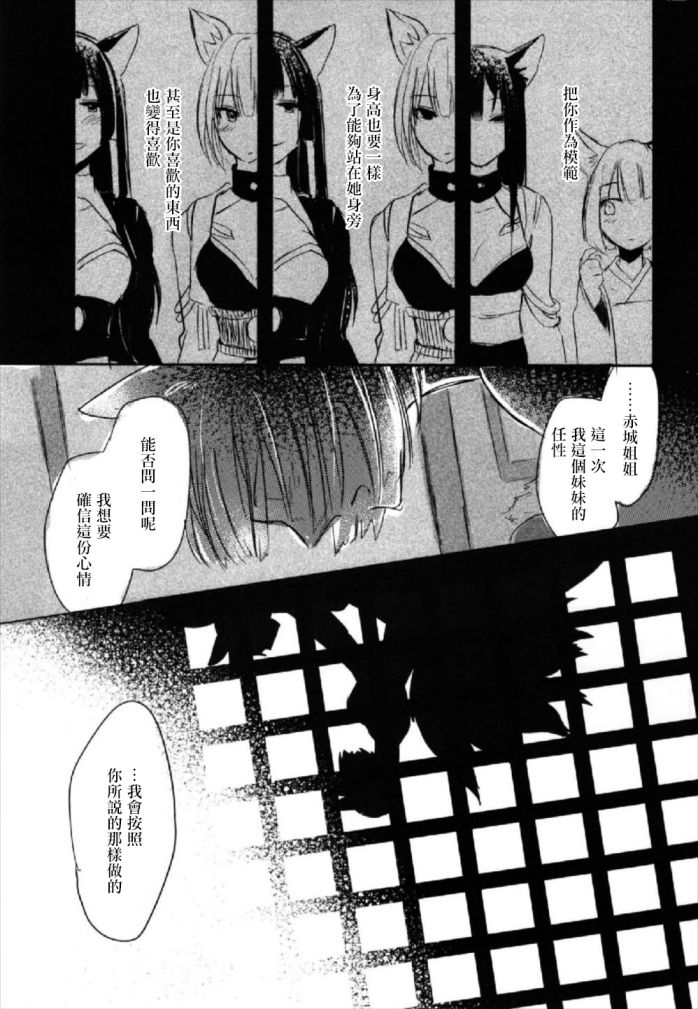 把你作為模範
身高也要一樣
為了能夠站在她身旁
甚至是你喜歡的東西
也變得喜歡
……赤城姐姐
這一次
我這個妹妹的
任性
能否問一問呢
我想要
確信這份心情
…我會按照
你所説的那樣做的